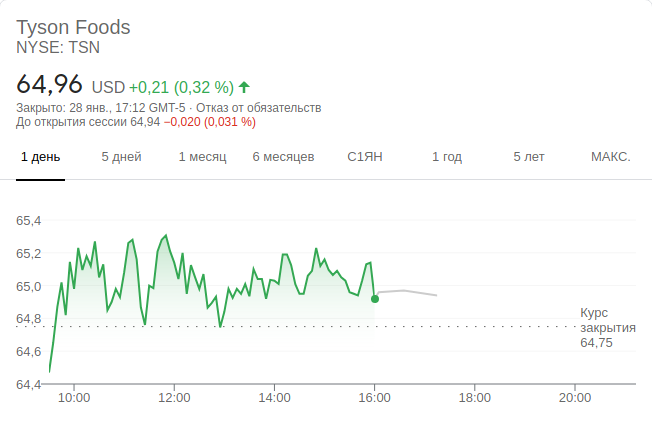 Tyson Foods
NYSE: TSN
64,96 USD +0,21 (0,32 %)
Закрыто: 28 янв., 17:12 GMT-5 · Отказ от обязательств
До открытия сессии 64,94 −0,020 (0,031 %)
1 день 5 дней 1 месяц 6 месяцев С1ЯН 1 год 5 лет МАКС.
65,4
65,2
65,0
64,8
64,6
64,4
Курс
закрытия
64,75
10:00 12:00 14:00 16:00 18:00 20:00